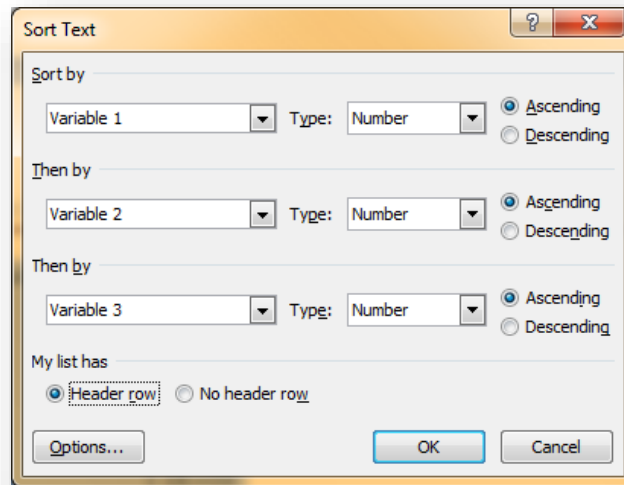 Sort Text
Sort by
Variable 1 Type: Number Ascending
Descending
Then by
Variable 2 Type: Number Ascending
Descending
Then by
Variable 3 Type: Number Ascending
Descending
My list has
Header row No header row
Options... OK Cancel